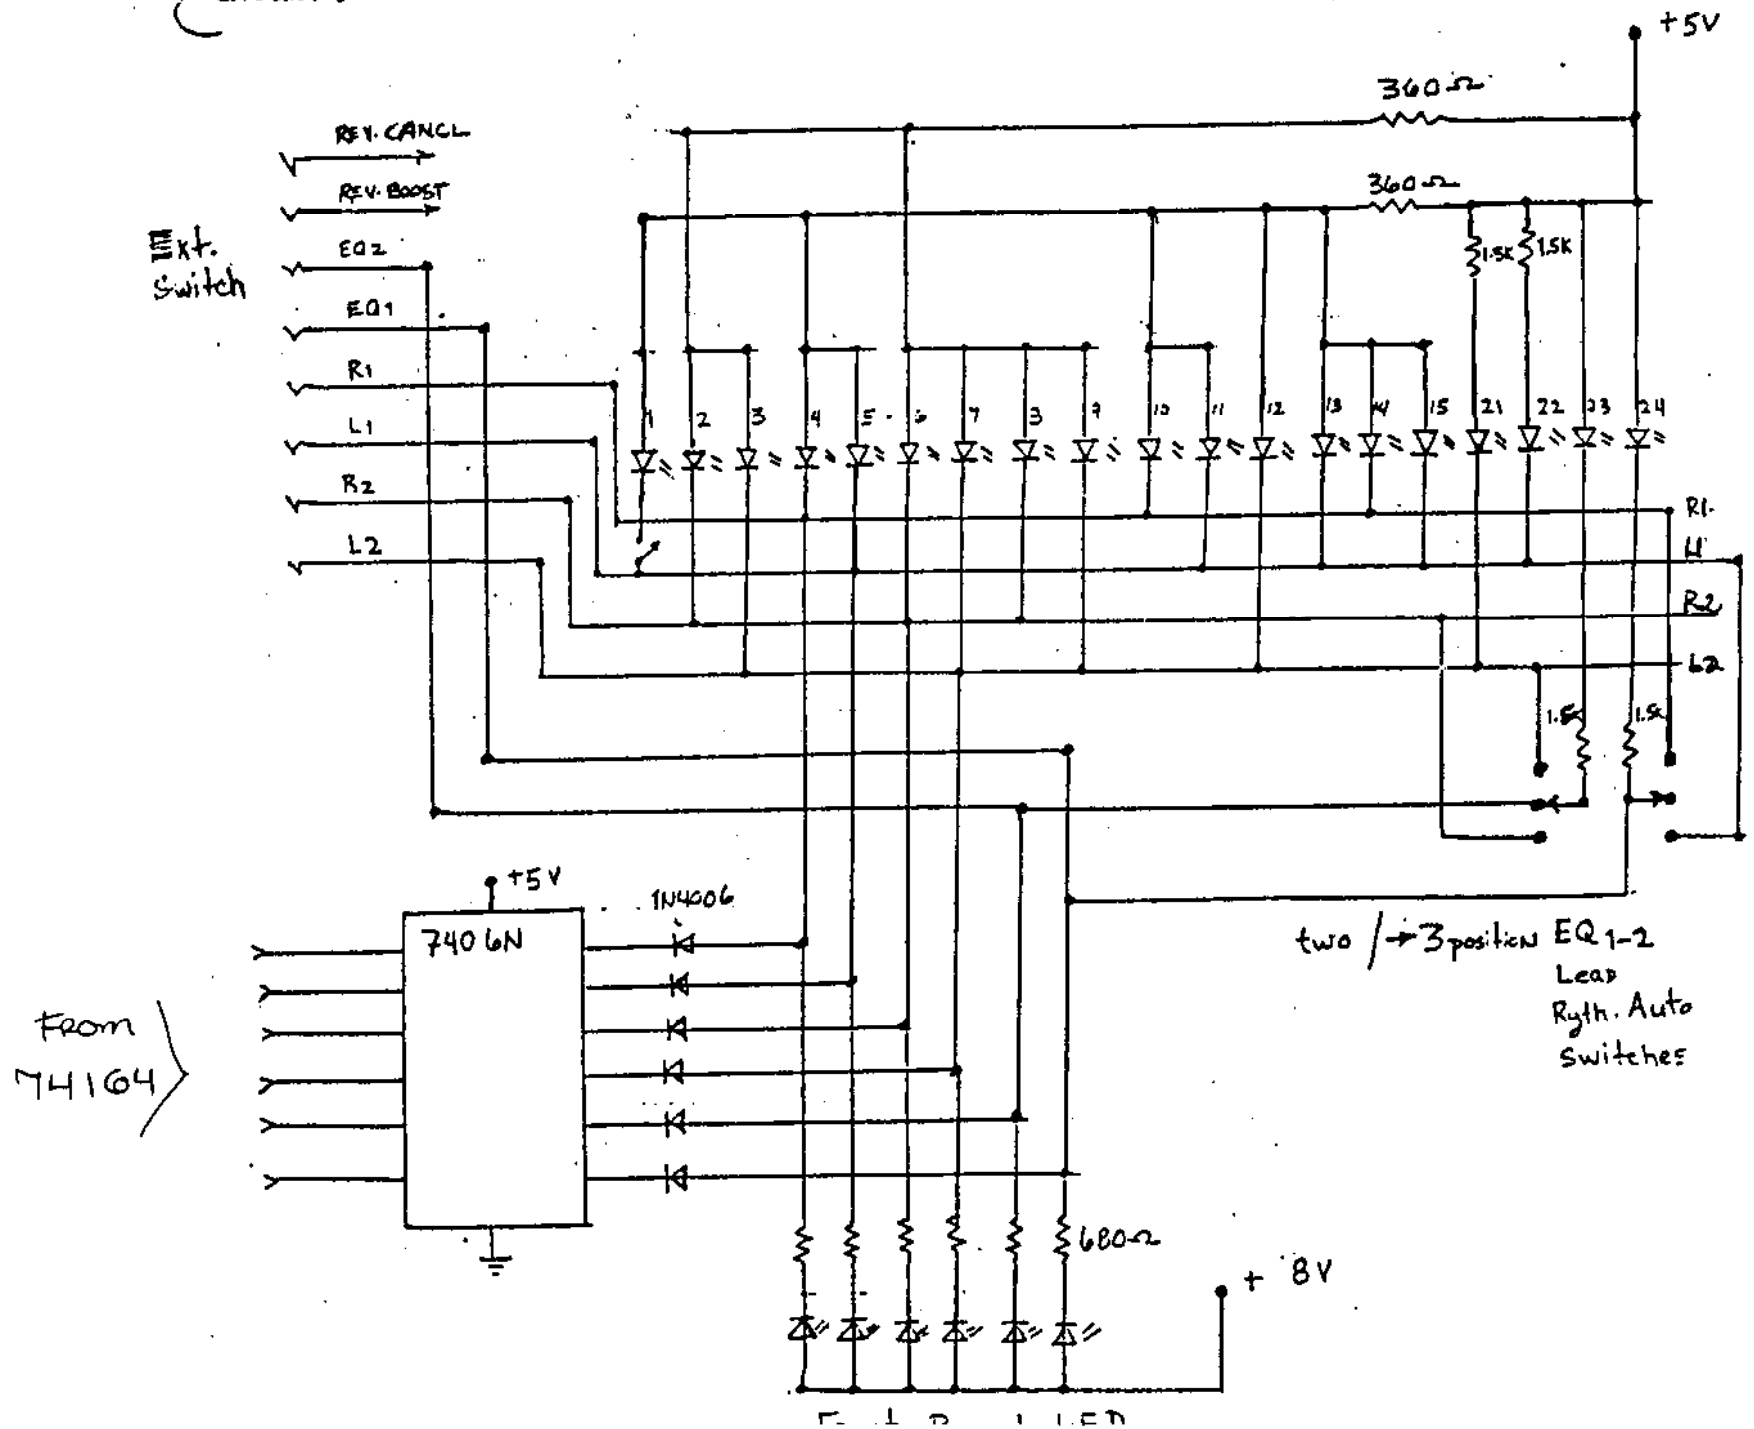 +5V
360Ω
REV. CANCL
360Ω
REV. BOOST
Ext.
Switch
EQ2
1.5K 1.5K
EQ1
R1
L1
1 2 3 4 5 6 7 8 9 10 11 12 13 14 15 21 22 23 24
R2
R1
L1
L2
R2
L2
1.5K 1.5K
+5V
1N4006
7406N
two / → 3 position EQ 1-2
Lead
Ryth. Auto
Switches
From
74164
680Ω
+ 8V